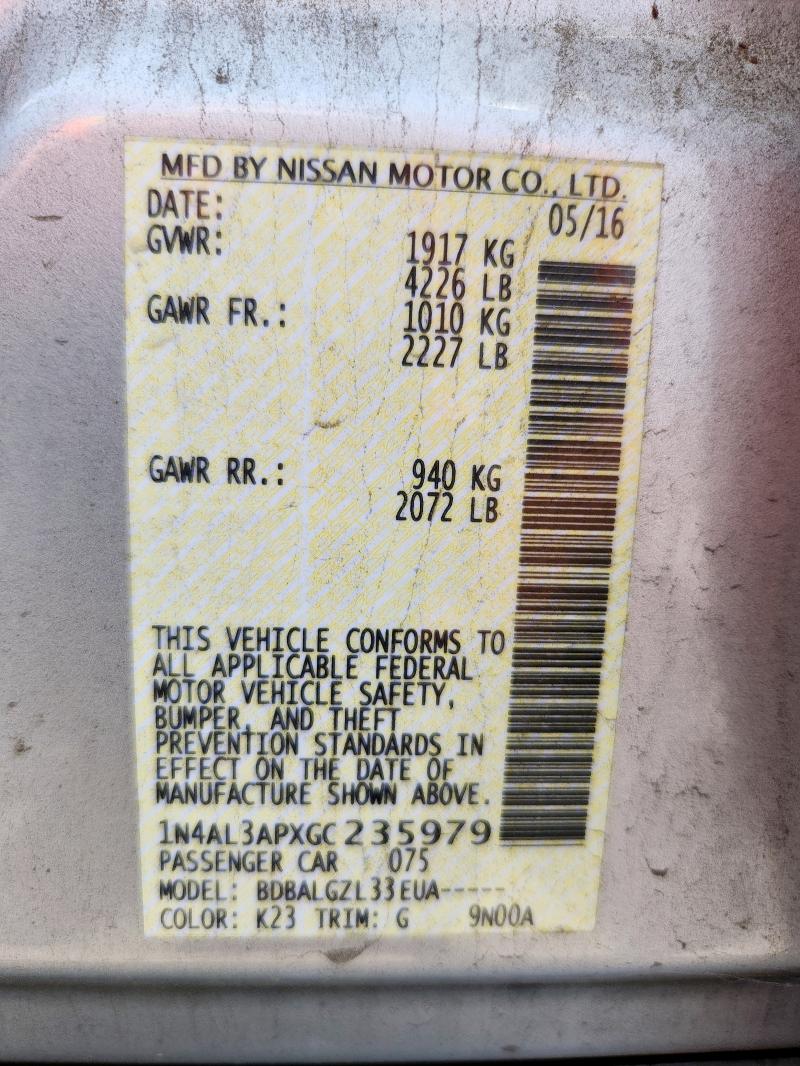 MFD BY NISSAN MOTOR CO., LTD.
DATE: 05/16
GVWR: 1917 KG
4226 LB
GAWR FR.: 1010 KG
2227 LB
GAWR RR.: 940 KG
2072 LB
THIS VEHICLE CONFORMS TO
ALL APPLICABLE FEDERAL
MOTOR VEHICLE SAFETY,
BUMPER, AND THEFT
PREVENTION STANDARDS IN
EFFECT ON THE DATE OF
MANUFACTURE SHOWN ABOVE.
1N4AL3APXGC235979
PASSENGER CAR 075
MODEL: BDBALGZL33EUA-----
COLOR: K23 TRIM: G 9N00A